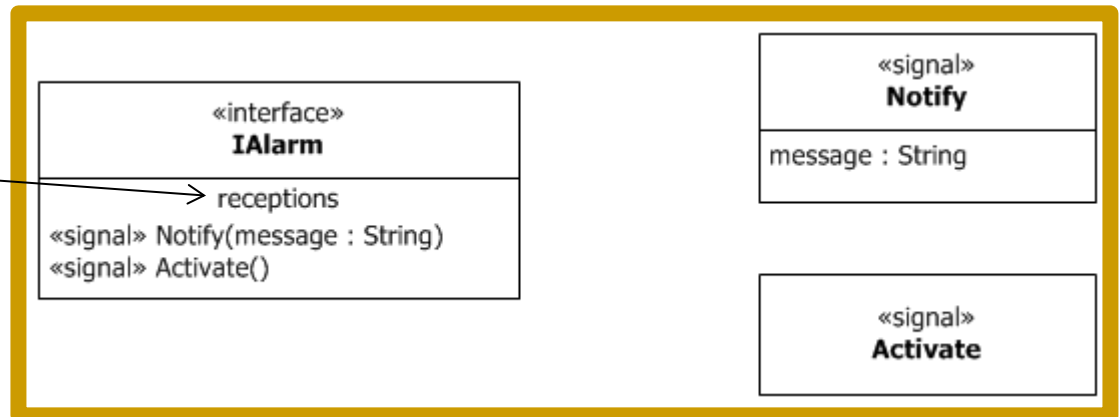 «interface»
IAlarm
receptions
«signal» Notify(message : String)
«signal» Activate()
«signal»
Notify
message : String
«signal»
Activate